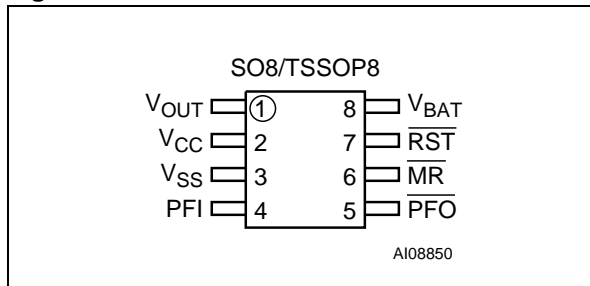 SO8/TSSOP8
VOUT 1 8 VBAT
VCC 2 7 RST
VSS 3 6 MR
PFI 4 5 PFO
AI08850